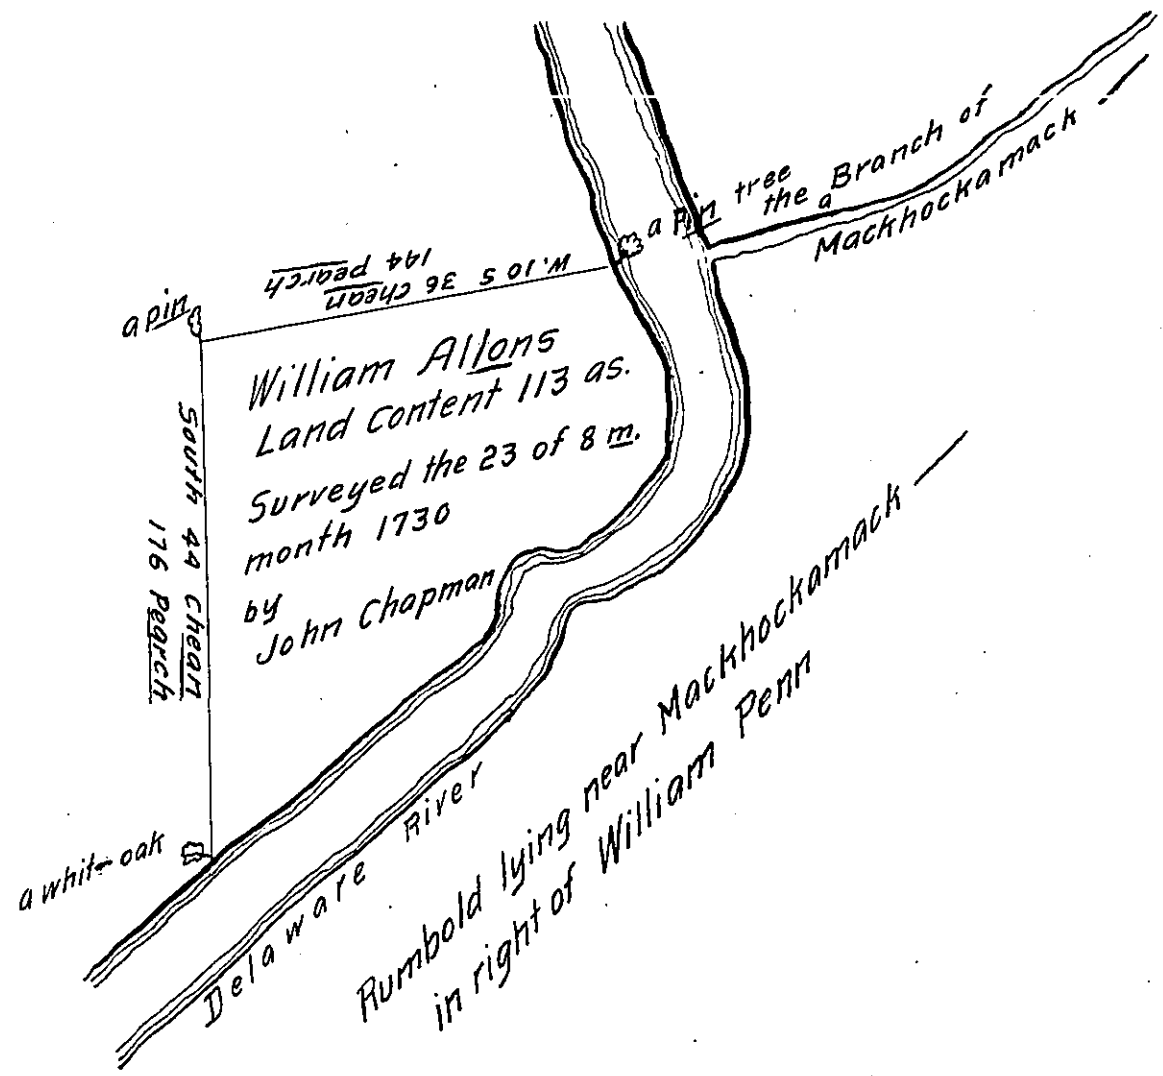 a pin tree
the a Branch of
Mackhockamack
W. 10 S 36 chean
144 pearch
a pin
William Allons
Land Content 113 as.
Surveyed the 23 of 8 m.
month 1730
by
John Chapman
South 44 chean
176 Pearch
a whit oak
Delaware River
Rumbold lying near Mackhockamack
in right of William Penn